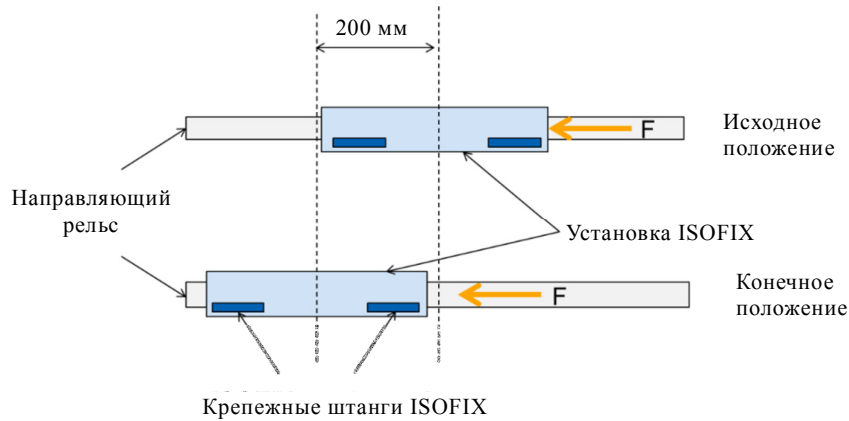 200 мм
F
Исходное
положение
Направляющий
рельс
Установка ISOFIX
F
Конечное
положение
Крепежные штанги ISOFIX